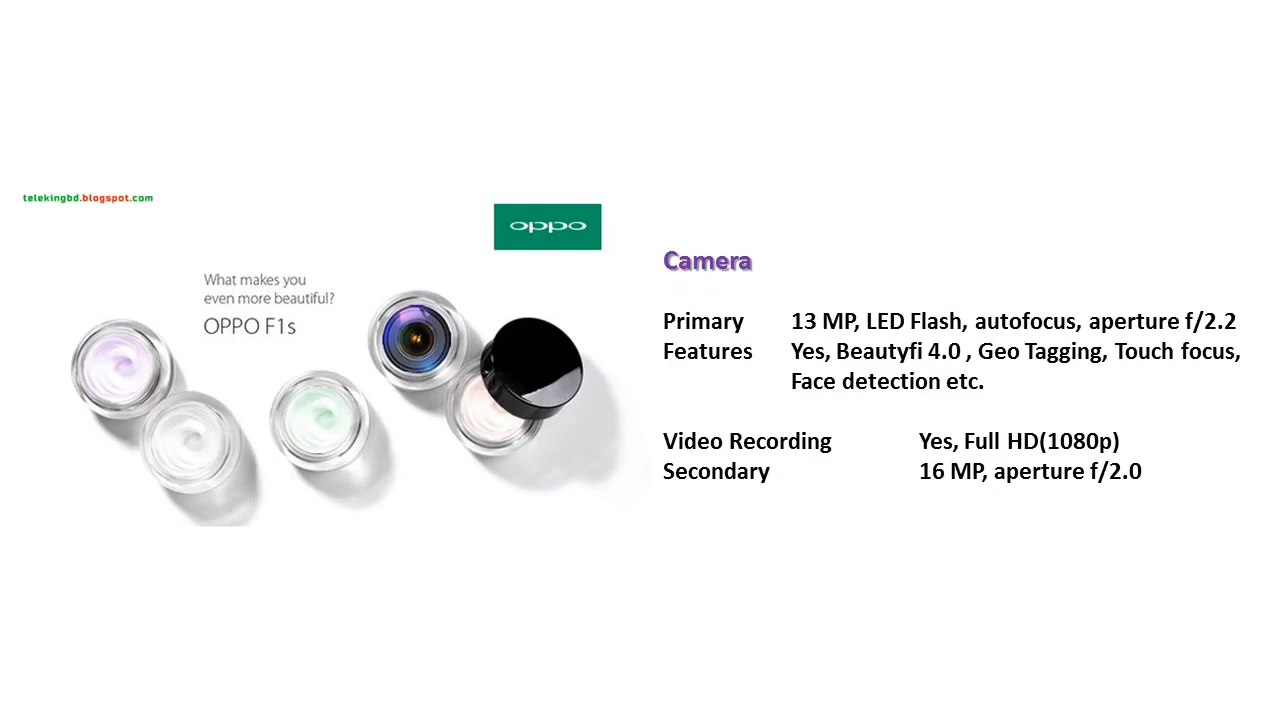 telekingbd.blogspot.com
oppo
What makes you
even more beautiful?
OPPO F1s
Camera
Primary 13 MP, LED Flash, autofocus, aperture f/2.2
Features Yes, Beautyfi 4.0 , Geo Tagging, Touch focus,
Face detection etc.
Video Recording Yes, Full HD(1080p)
Secondary 16 MP, aperture f/2.0